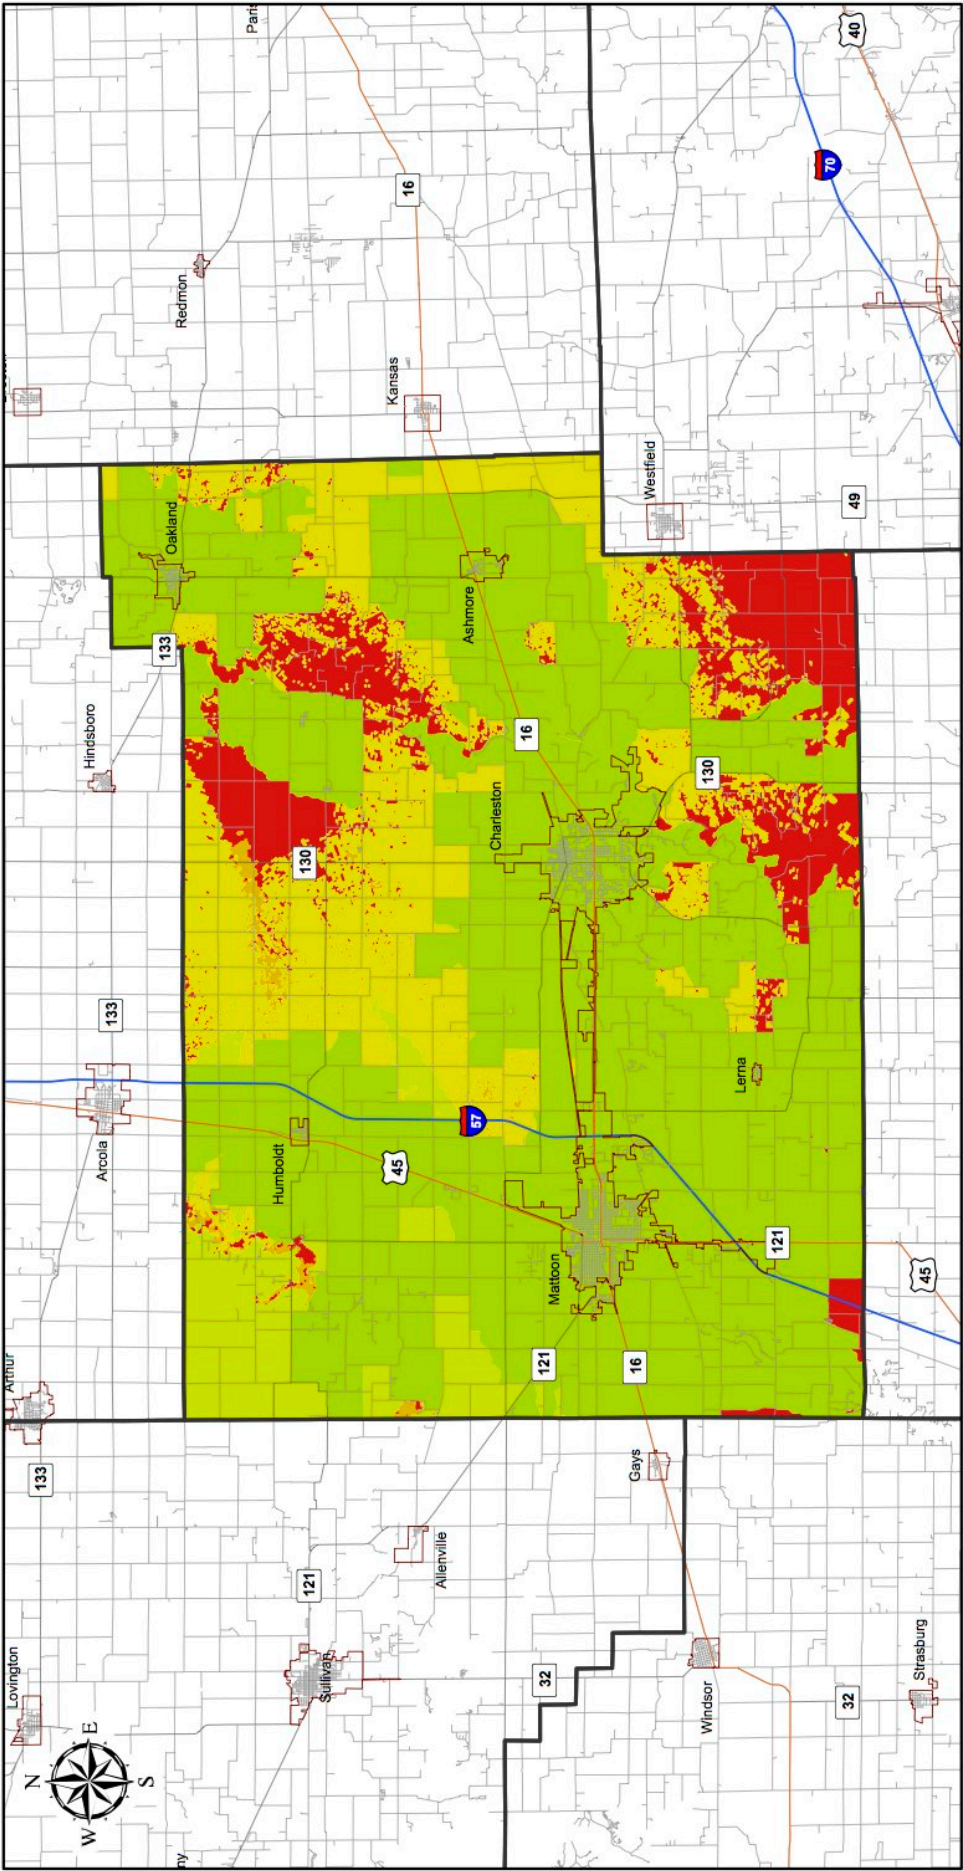 Lovington
Arthur
N
133
Hindsboro
W
E
Arcola
133
S
133
Oakland
Redmon
Humboldt
130
121
Sullivan
Kansas
45
16
Allenville
Ashmore
57
Charleston
16
32
121
Mattoon
Gays
16
Westfield
Windsor
130
Lerna
121
70
32
49
40
Strasburg
45